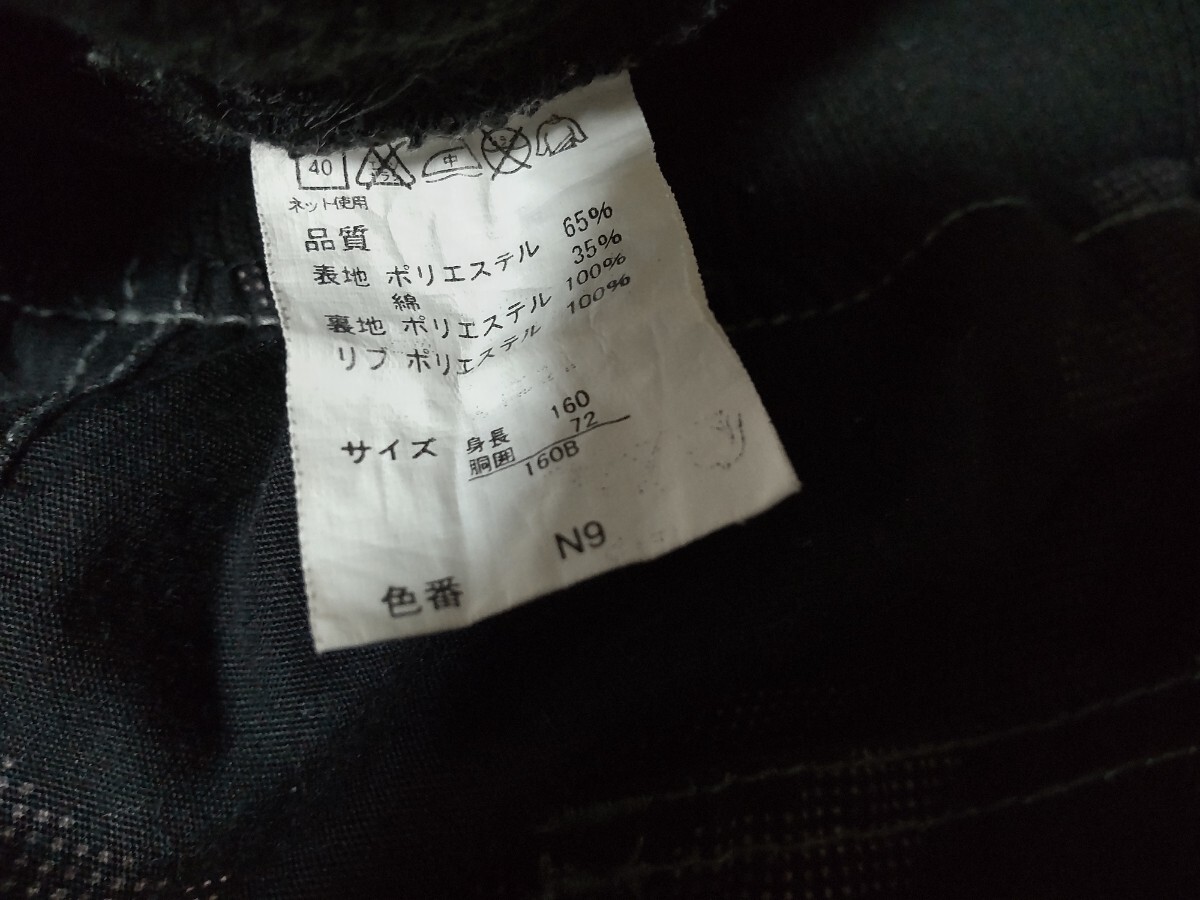 40 中
ネット使用
品質
表地 ポリエステル 65%
綿 35%
裏地 ポリエステル 100%
リブ ポリエステル 100%
サイズ 身長 160
胴囲 72
160B
色番 N9